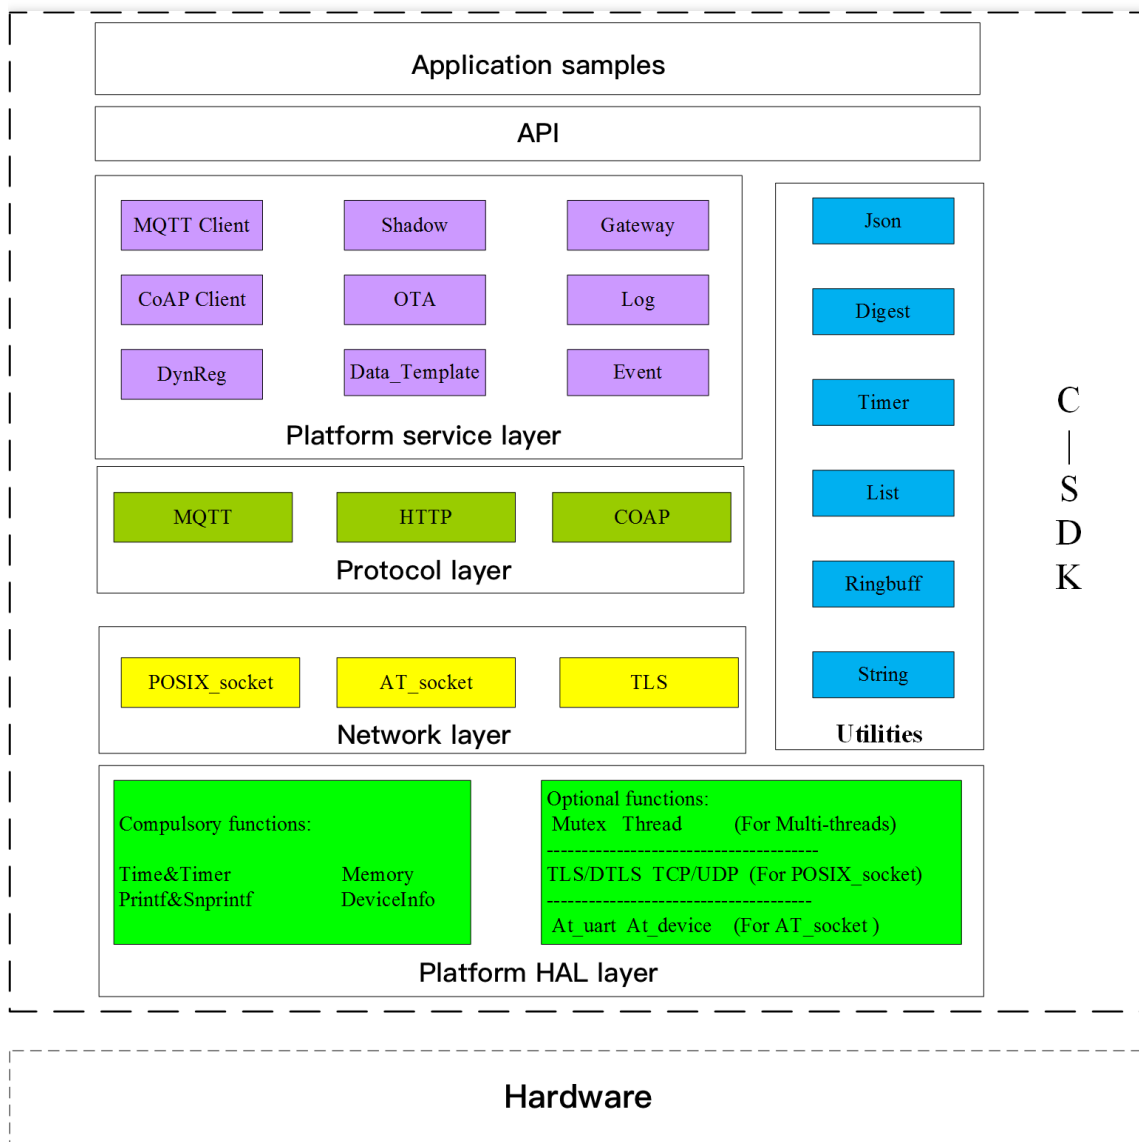 Application samples
API
MQTT Client
Shadow
Gateway
CoAP Client
OTA
Log
DynReg
Data_Template
Event
Platform service layer
MQTT
HTTP
COAP
Protocol layer
POSIX_socket
AT_socket
TLS
Network layer
Json
Digest
Timer
List
Ringbuff
String
Utilities
Compulsory functions:
Time&Timer Memory
Printf&Snprintf DeviceInfo
Optional functions:
Mutex Thread (For Multi-threads)
---------------------------------------
TLS/DTLS TCP/UDP (For POSIX_socket)
--------------------------------------
At_uart At_device (For AT_socket )
Platform HAL layer
C
|
S
D
K
Hardware